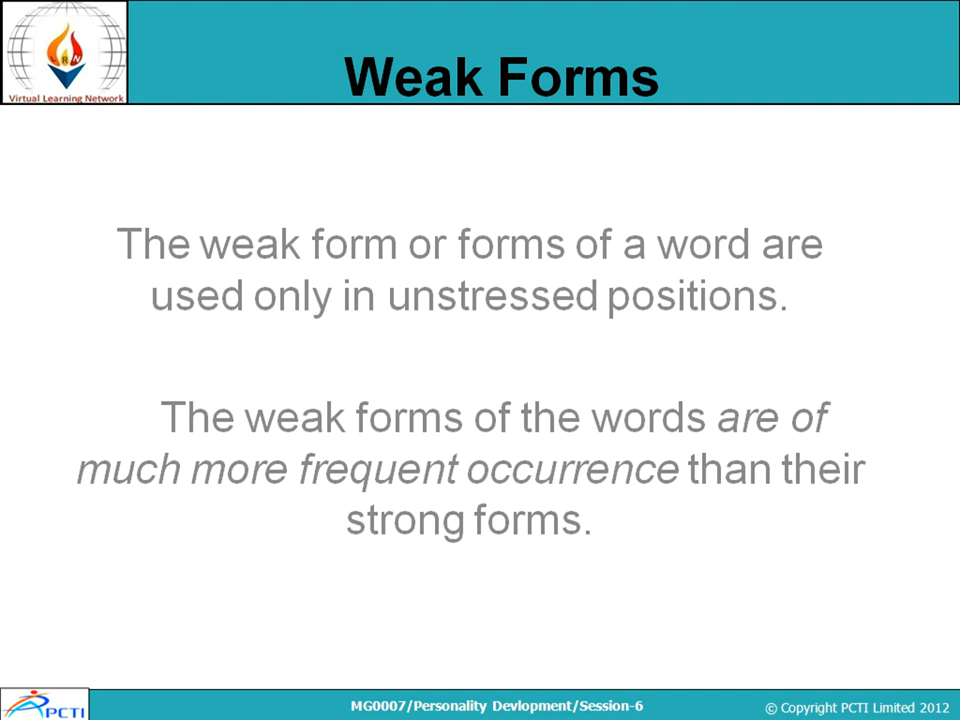 RN
Virtual Learning Network
Weak Forms
The weak form or forms of a word are
used only in unstressed positions.
The weak forms of the words are of
much more frequent occurrence than their
strong forms.
PCTI
MG0007/Personality Devlopment/Session-6
© Copyright PCTI Limited 2012